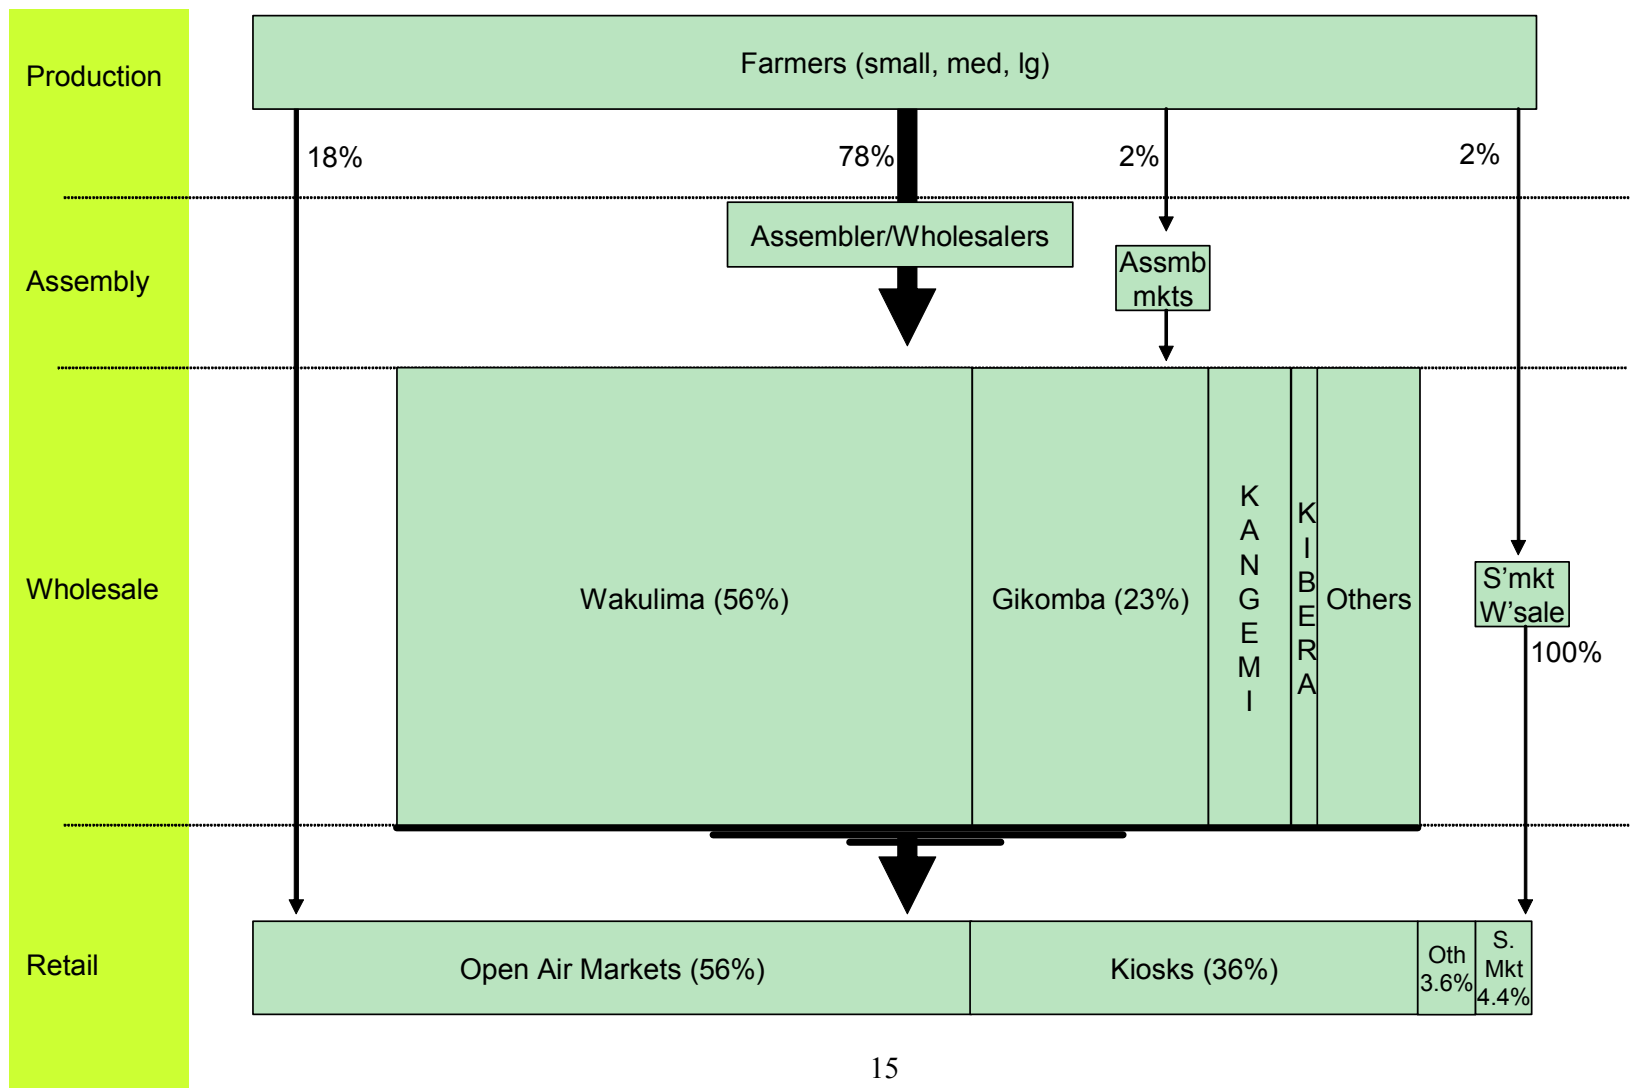 Production
Farmers (small, med, lg)
18%
78%
2%
2%
Assembly
Assembler/Wholesalers
Assmb
mkts
Wholesale
Wakulima (56%)
Gikomba (23%)
KANGEMI
KIBERA
Others
S’mkt
W’sale
100%
Retail
Open Air Markets (56%)
Kiosks (36%)
Oth
3.6%
S.
Mkt
4.4%
15